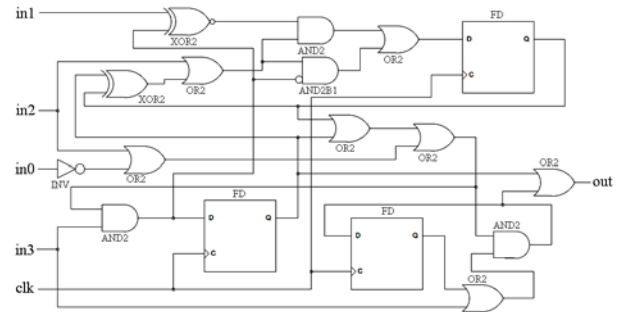 in1
XOR2
AND2
OR2
FD
D
Q
C
AND2B1
XOR2
OR2
in2
OR2
OR2
in0
INV
OR2
OR2
out
FD
D
Q
C
AND2
FD
D
Q
C
AND2
in3
OR2
clk